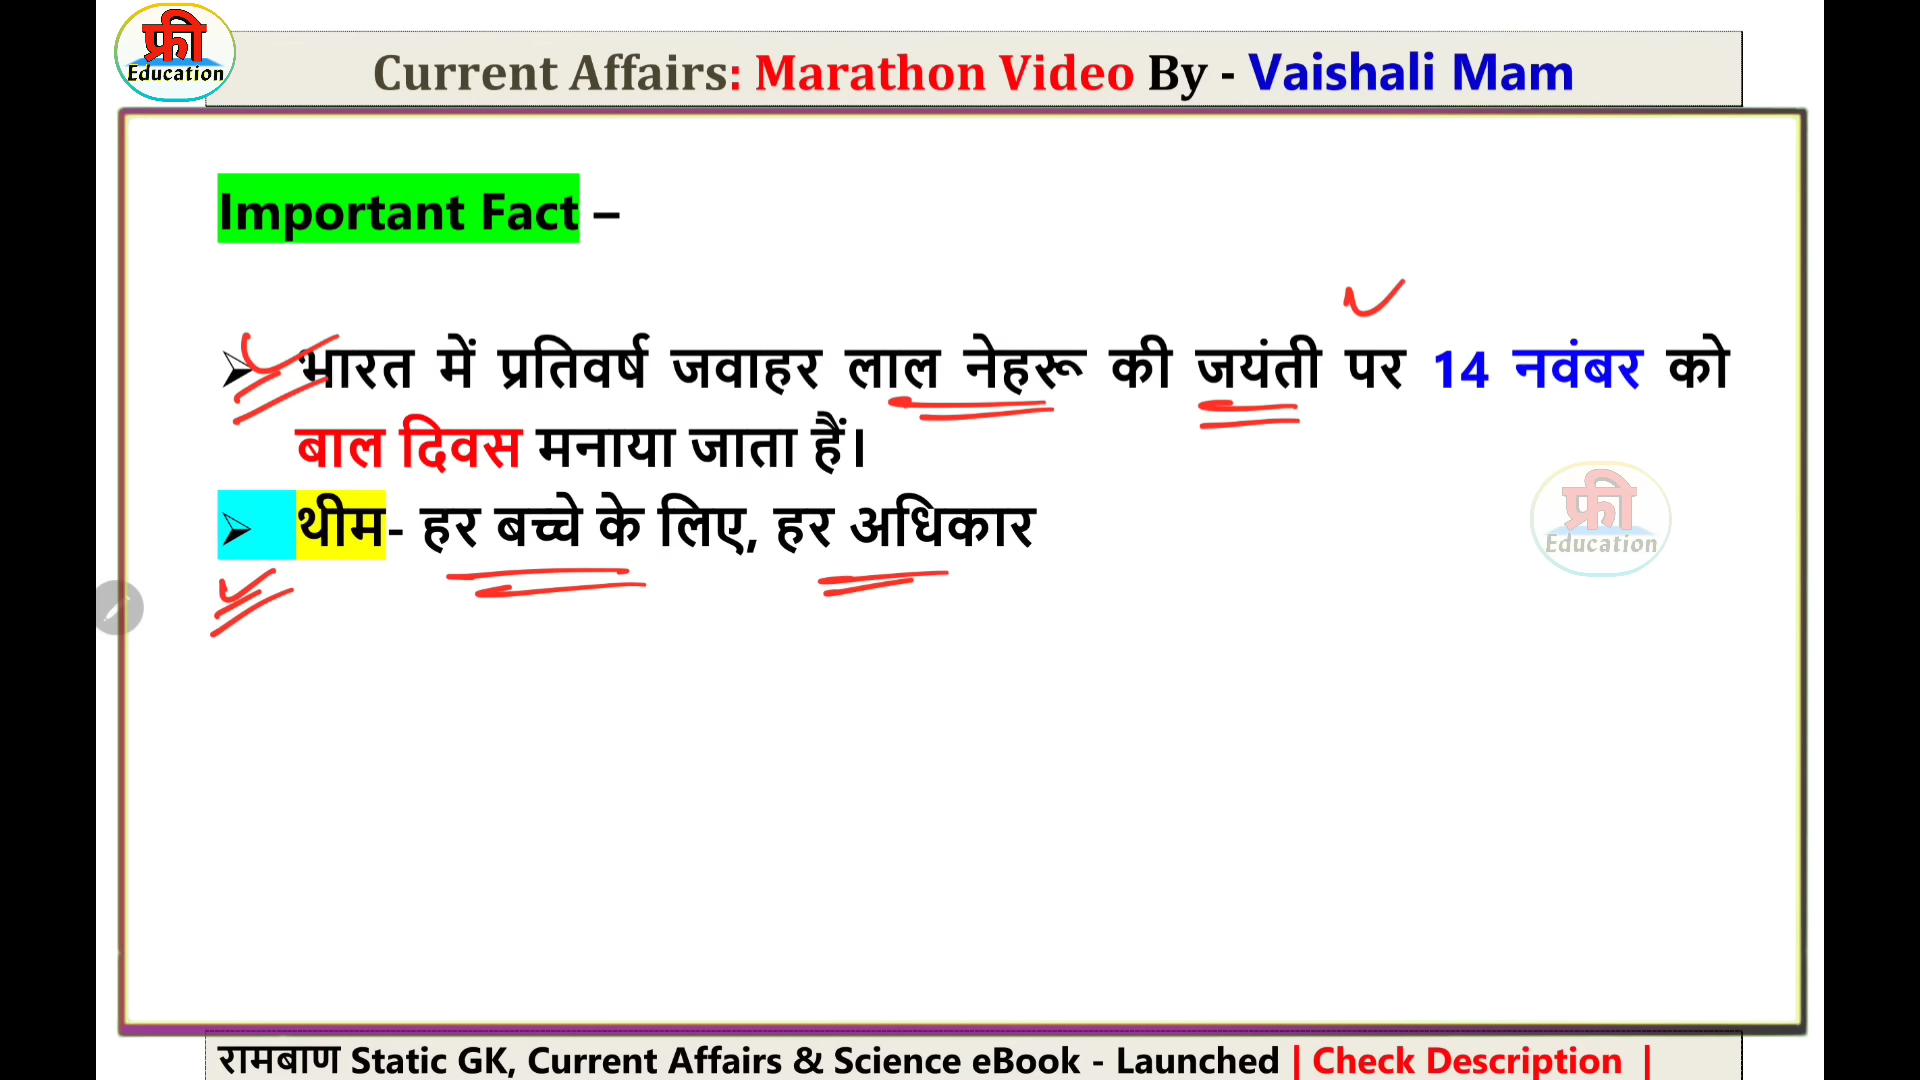 फ्री
Education
Current Affairs: Marathon Video By - Vaishali Mam
Important Fact –
➢ भारत में प्रतिवर्ष जवाहर लाल नेहरू की जयंती पर 14 नवंबर को
बाल दिवस मनाया जाता हैं।
➢ थीम- हर बच्चे के लिए, हर अधिकार
फ्री
Education
रामबाण Static GK, Current Affairs & Science eBook - Launched | Check Description |